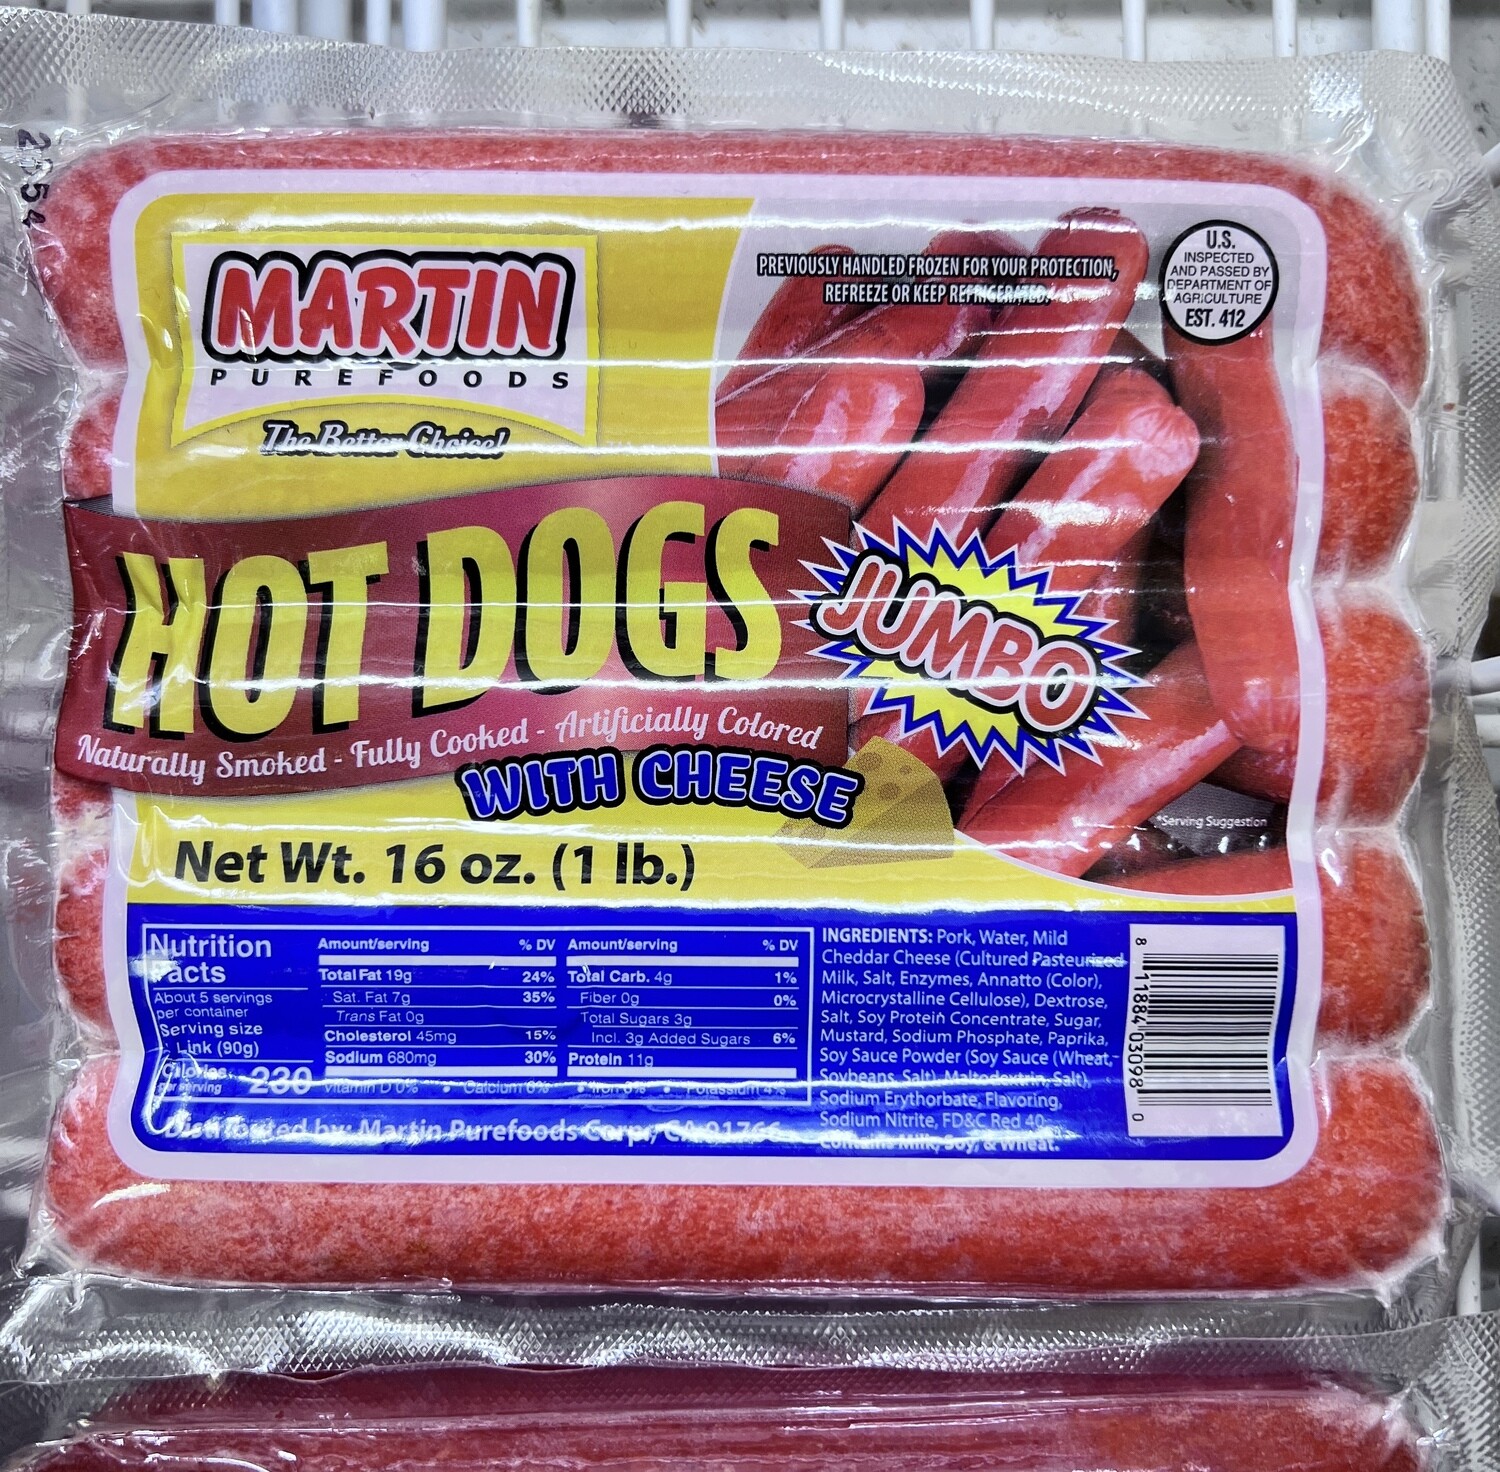 MARTIN
PUREFOODS
The Better Choice!
PREVIOUSLY HANDLED FROZEN FOR YOUR PROTECTION,
REFREEZE OR KEEP REFRIGERATED.
U.S.
INSPECTED
AND PASSED BY
DEPARTMENT OF
AGRICULTURE
EST. 412
HOT DOGS
JUMBO
Naturally Smoked - Fully Cooked - Artificially Colored
WITH CHEESE
*Serving Suggestion
Net Wt. 16 oz. (1 lb.)
Nutrition
Facts
About 5 servings
per container
Serving size
Link (90g)
Calories
Per serving
230
Amount/serving % DV
Total Fat 19g 24%
Sat. Fat 7g 35%
Trans Fat 0g
Cholesterol 45mg 15%
Sodium 680mg 30%
Amount/serving % DV
Total Carb. 4g 1%
Fiber 0g 0%
Total Sugars 3g
Incl. 3g Added Sugars 6%
Protein 11g
Vitamin D 0% • Calcium 6% • Iron 6% • Potassium 4%
Distributed by: Martin Purefoods Corp., CA 91766
INGREDIENTS: Pork, Water, Mild
Cheddar Cheese (Cultured Pasteurized
Milk, Salt, Enzymes, Annatto (Color),
Microcrystalline Cellulose), Dextrose,
Salt, Soy Protein Concentrate, Sugar,
Mustard, Sodium Phosphate, Paprika,
Soy Sauce Powder (Soy Sauce (Wheat,
Soybeans, Salt), Maltodextrin, Salt),
Sodium Erythorbate, Flavoring,
Sodium Nitrite, FD&C Red 40
Contains Milk, Soy, & Wheat.
8 11884 03098 0